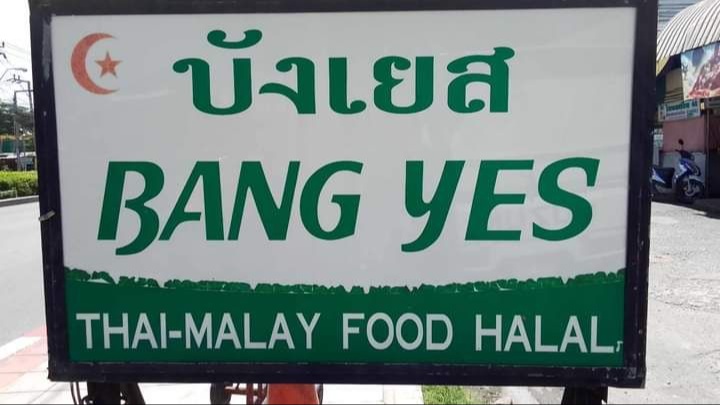 บังเยส
BANG YES
THAI-MALAY FOOD HALAL